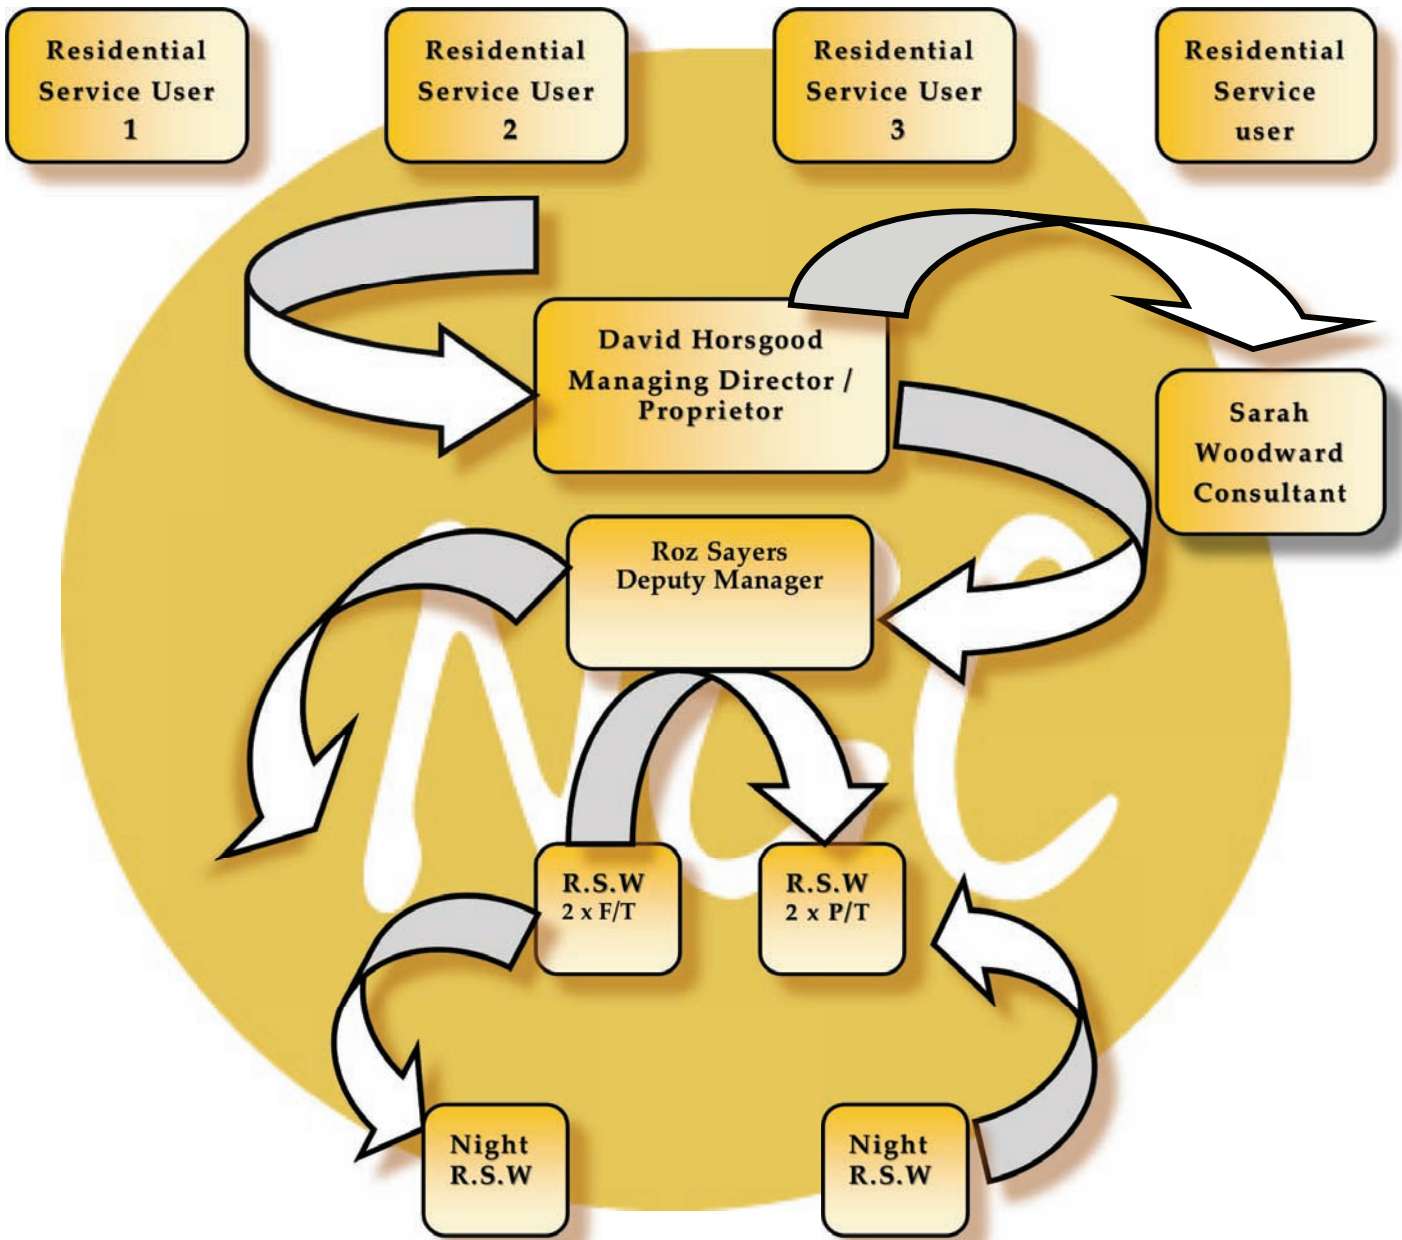 Residential
Service User
1
Residential
Service User
2
Residential
Service User
3
Residential
Service
user
David Horsgood
Managing Director /
Proprietor
Sarah
Woodward
Consultant
Roz Sayers
Deputy Manager
R.S.W
2 x F/T
R.S.W
2 x P/T
Night
R.S.W
Night
R.S.W